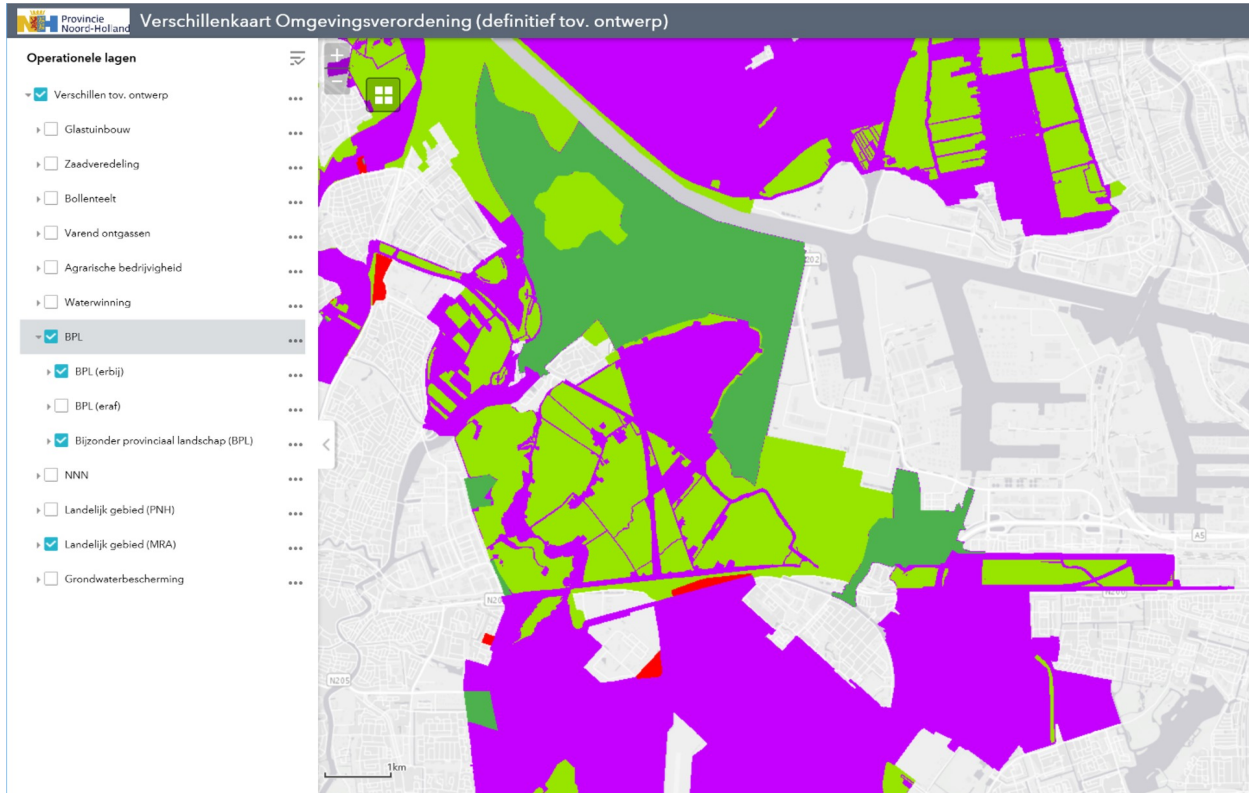 Provincie
Noord-Holland
Verschillenkaart Omgevingsverordening (definitief tov. ontwerp)
Operationele lagen
Verschillen tov. ontwerp
Glastuinbouw
Zaadveredeling
Bollenteelt
Varend ontgassen
Agrarische bedrijvigheid
Waterwinning
BPL
BPL (erbij)
BPL (eraf)
Bijzonder provinciaal landschap (BPL)
NNN
Landelijk gebied (PNH)
Landelijk gebied (MRA)
Grondwaterbescherming
A5
N205
1km